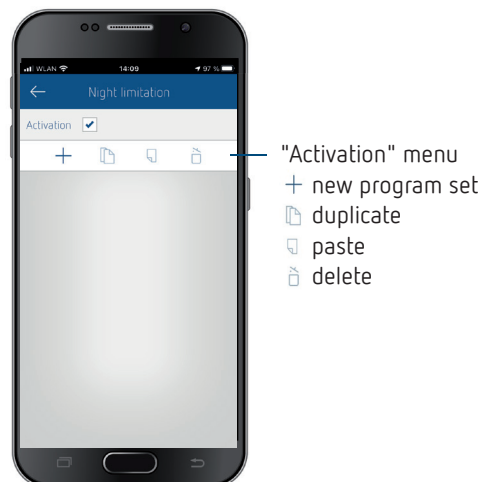 WLAN 14:09 97 %
Night limitation
Activation
"Activation" menu
+ new program set
duplicate
paste
delete